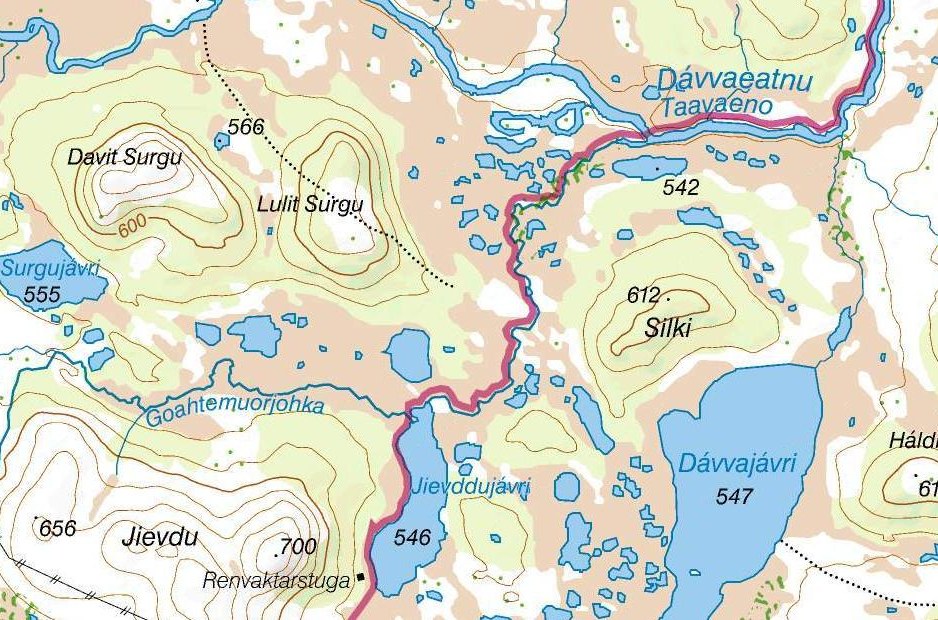 Dávvaeatnu
Taavaeno
566
Davit Surgu
542
Lulit Surgu
600
Surgujávri
555
612
Silki
Goahtemuorjohka
Dávvajávri
547
Jievddujávri
546
656
Jievdu
700
Renvaktarstuga